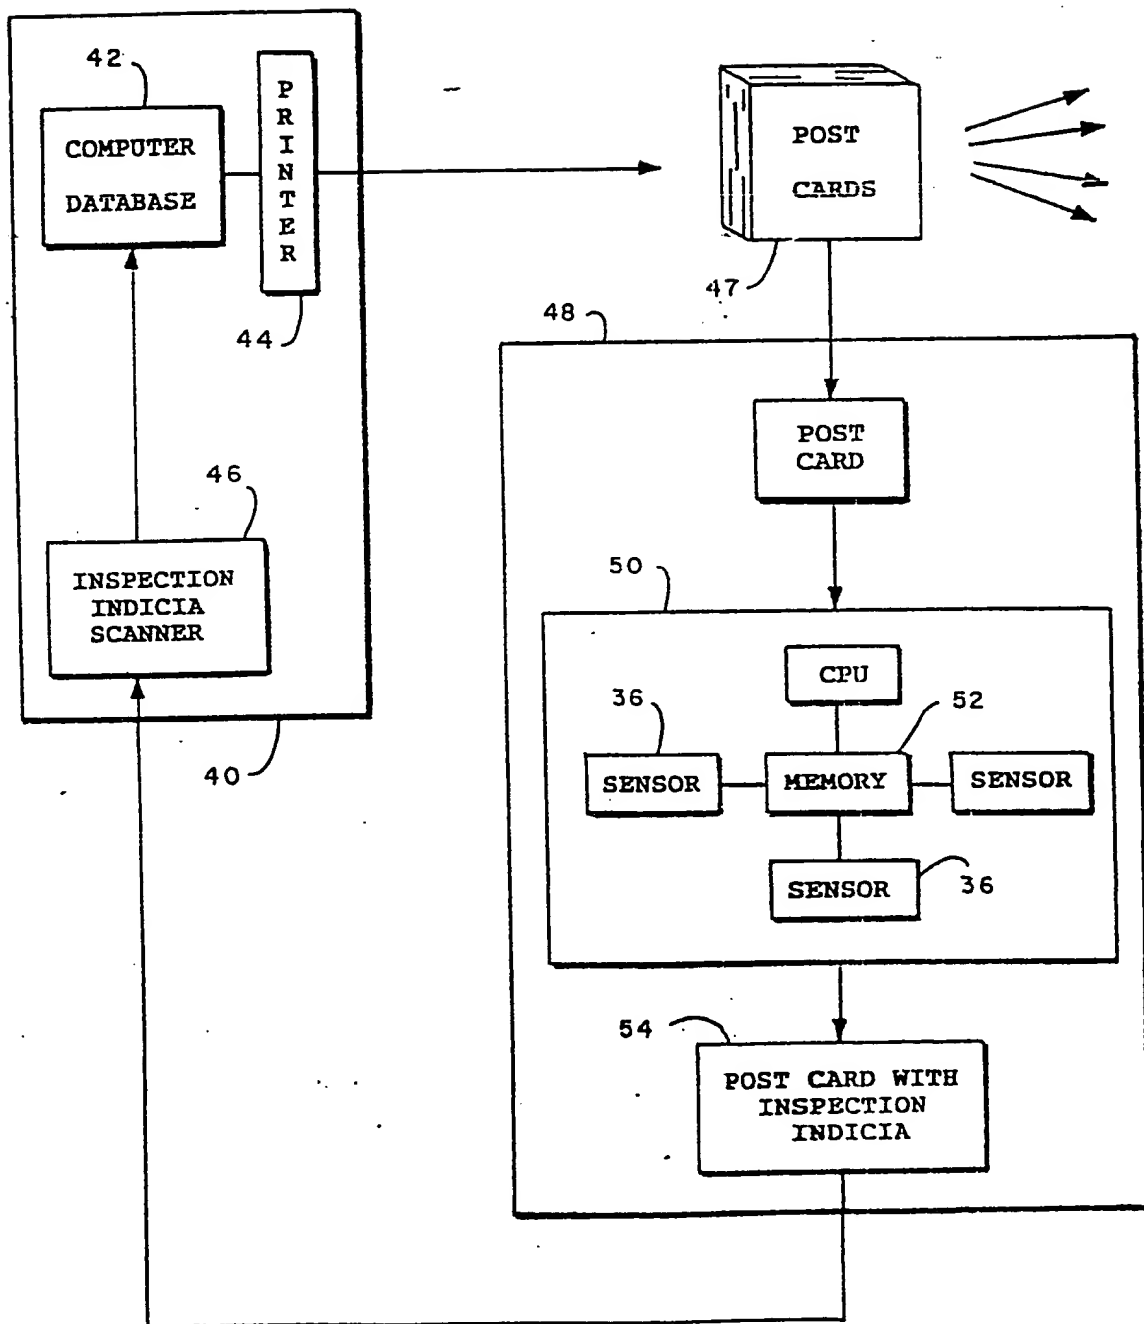 42
PRINTER
COMPUTER
DATABASE
44
POST
CARDS
47
48
POST
CARD
46
INSPECTION
INDICIA
SCANNER
40
50
CPU
36
52
SENSOR
MEMORY
SENSOR
SENSOR
36
54
POST CARD WITH
INSPECTION
INDICIA